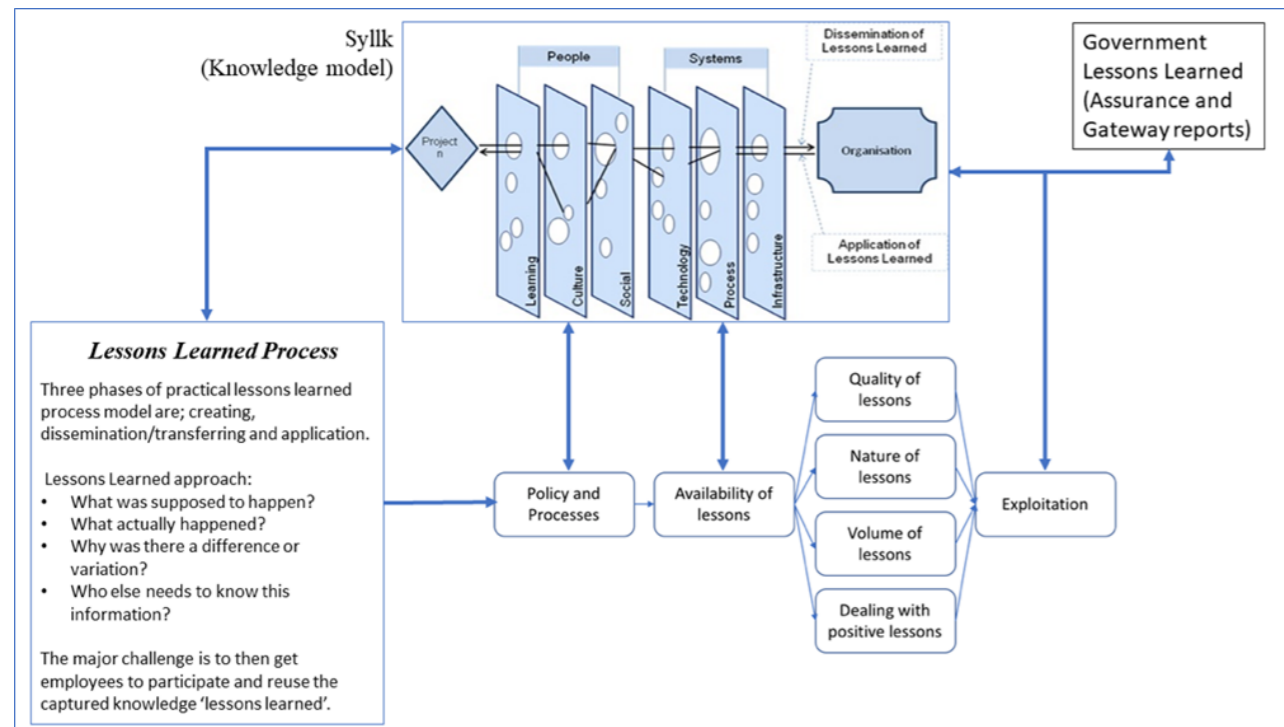 Syllk
(Knowledge model)
People
Systems
Dissemination of
Lessons Learned
Government
Lessons Learned
(Assurance and
Gateway reports)
Project
n
Organisation
Learning
Culture
Social
Technology
Process
Infrastructure
Application of
Lessons Learned
Lessons Learned Process
Three phases of practical lessons learned
process model are; creating,
dissemination/transferring and application.
Lessons Learned approach:
• What was supposed to happen?
• What actually happened?
• Why was there a difference or
variation?
• Who else needs to know this
information?
The major challenge is to then get
employees to participate and reuse the
captured knowledge ‘lessons learned’.
Policy and
Processes
Availability of
lessons
Quality of
lessons
Nature of
lessons
Volume of
lessons
Dealing with
positive lessons
Exploitation